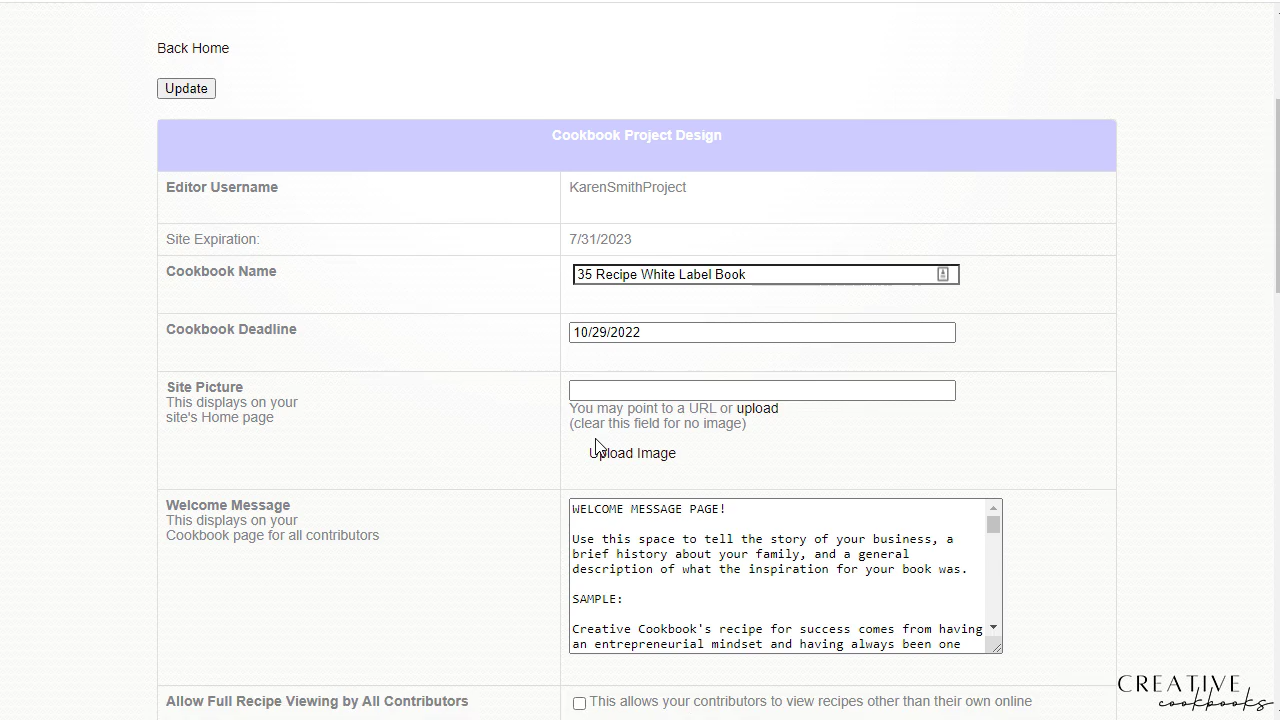 Back Home
Update
Cookbook Project Design
Editor Username
KarenSmithProject
Site Expiration:
7/31/2023
Cookbook Name
35 Recipe White Label Book
Cookbook Deadline
10/29/2022
Site Picture
This displays on your
site's Home page
You may point to a URL or upload
(clear this field for no image)
Upload Image
Welcome Message
This displays on your
Cookbook page for all contributors
WELCOME MESSAGE PAGE!
Use this space to tell the story of your business, a
brief history about your family, and a general
description of what the inspiration for your book was.
SAMPLE:
Creative Cookbook's recipe for success comes from having
an entrepreneurial mindset and having always been one
Allow Full Recipe Viewing by All Contributors
This allows your contributors to view recipes other than their own online
CREATIVE
cookbooks